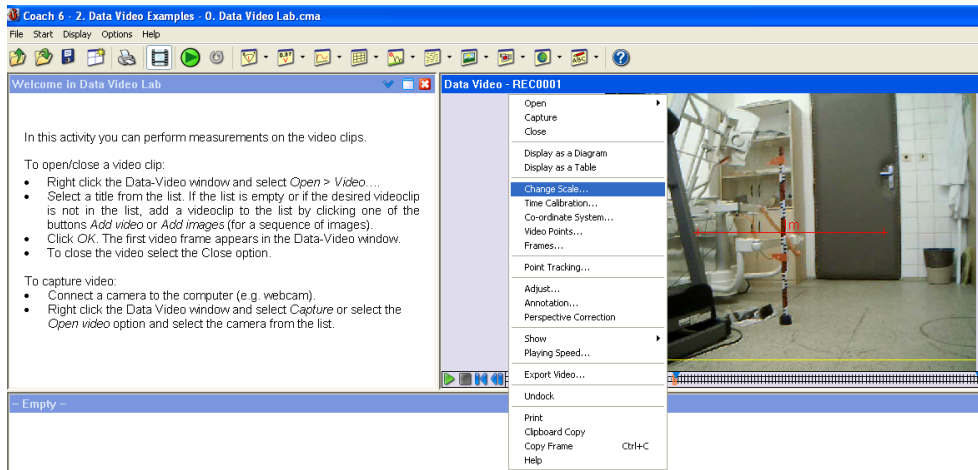 Coach 6 - 2. Data Video Examples - 0. Data Video Lab.cma
File Start Display Options Help
Welcome in Data Video Lab
In this activity you can perform measurements on the video clips.
To open/close a video clip:
• Right click the Data-Video window and select Open > Video....
• Select a title from the list. If the list is empty or if the desired videoclip
is not in the list, add a videoclip to the list by clicking one of the
buttons Add video or Add images (for a sequence of images).
• Click OK. The first video frame appears in the Data-Video window.
• To close the video select the Close option.
To capture video:
• Connect a camera to the computer (e.g. webcam).
• Right click the Data Video window and select Capture or select the
Open video option and select the camera from the list.
Data Video - REC0001
Open
Capture
Close
Display as a Diagram
Display as a Table
Change Scale...
Time Calibration...
Co-ordinate System...
Video Points...
Frames...
Point Tracking...
Adjust...
Annotation...
Perspective Correction
Show
Playing Speed...
Export Video...
Undock
Print
Clipboard Copy
Copy Frame Ctrl+C
Help
1 m
– Empty –